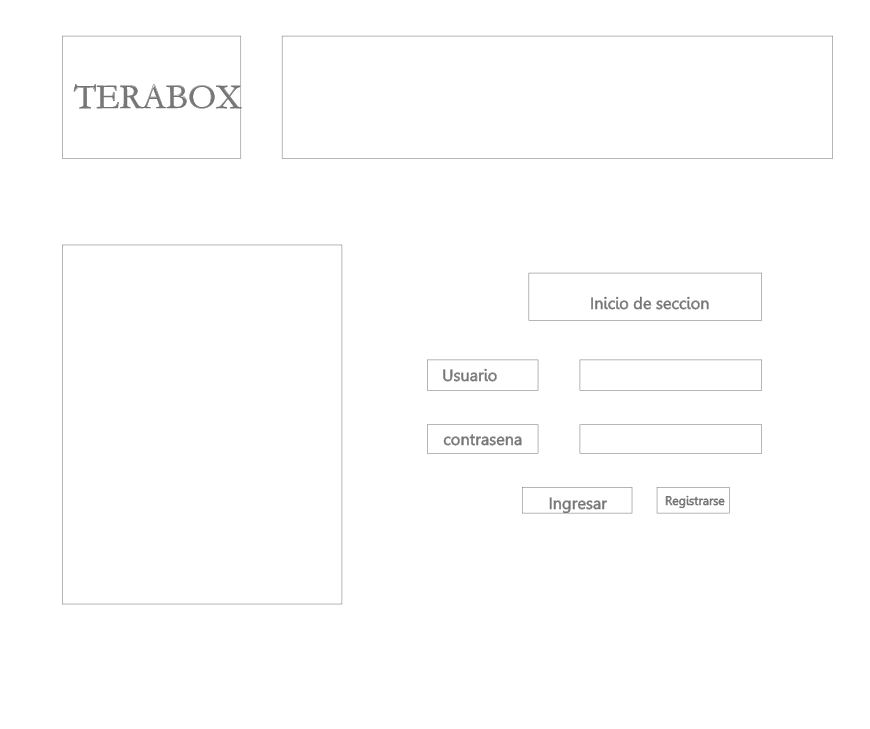 TERABOX
Inicio de seccion
Usuario
contrasena
Ingresar
Registrarse